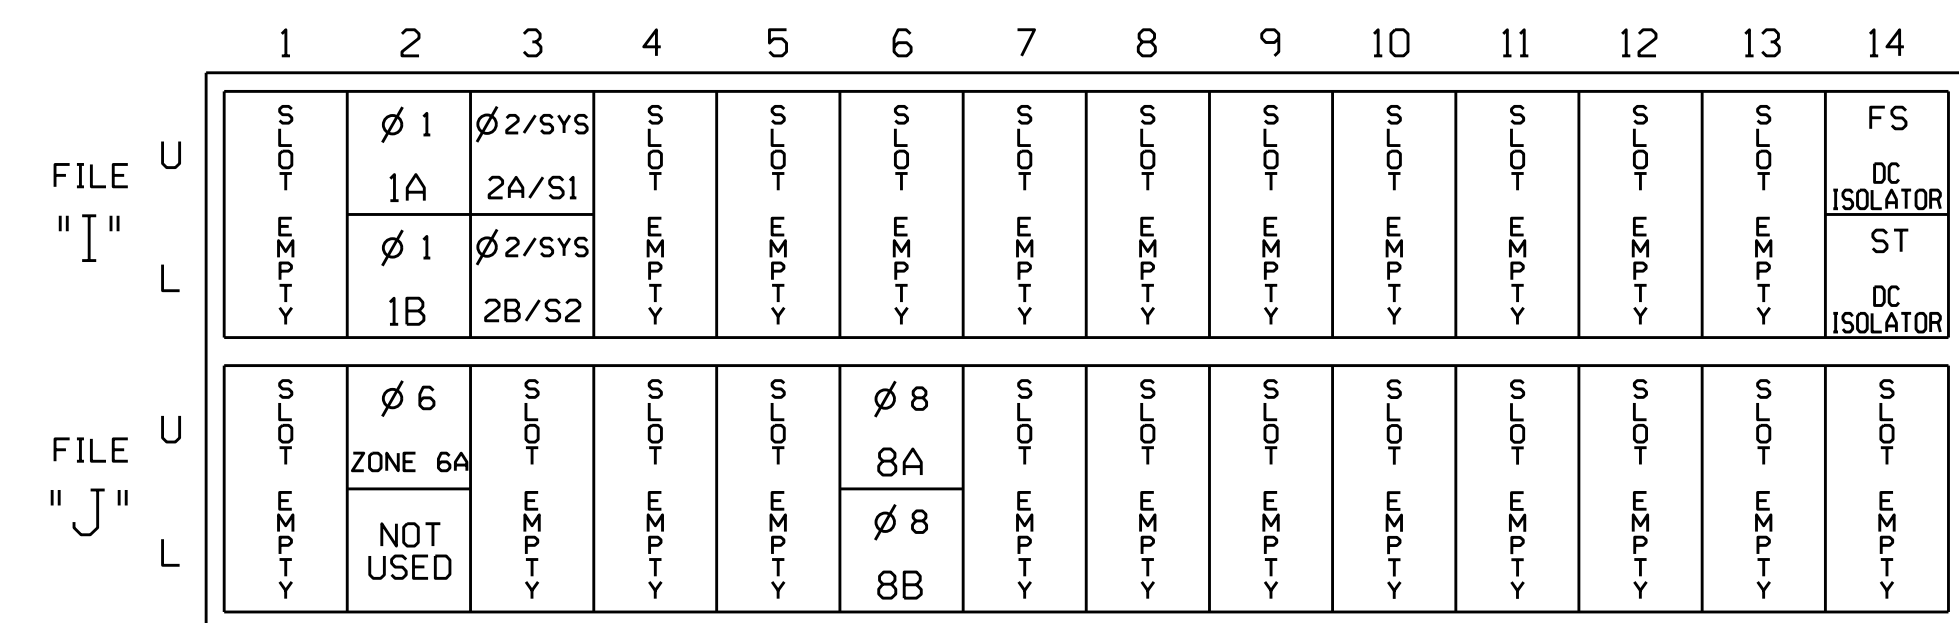 1 2 3 4 5 6 7 8 9 10 11 12 13 14
FILE "I"
U
L
SLOT EMPTY
Ø 1
1A
Ø 1
1B
Ø 2/SYS
2A/S1
Ø 2/SYS
2B/S2
SLOT EMPTY
SLOT EMPTY
SLOT EMPTY
SLOT EMPTY
SLOT EMPTY
SLOT EMPTY
SLOT EMPTY
SLOT EMPTY
SLOT EMPTY
SLOT EMPTY
FS
DC
ISOLATOR
ST
DC
ISOLATOR
FILE "J"
U
L
SLOT EMPTY
Ø 6
ZONE 6A
NOT
USED
SLOT EMPTY
SLOT EMPTY
SLOT EMPTY
Ø 8
8A
Ø 8
8B
SLOT EMPTY
SLOT EMPTY
SLOT EMPTY
SLOT EMPTY
SLOT EMPTY
SLOT EMPTY
SLOT EMPTY
SLOT EMPTY